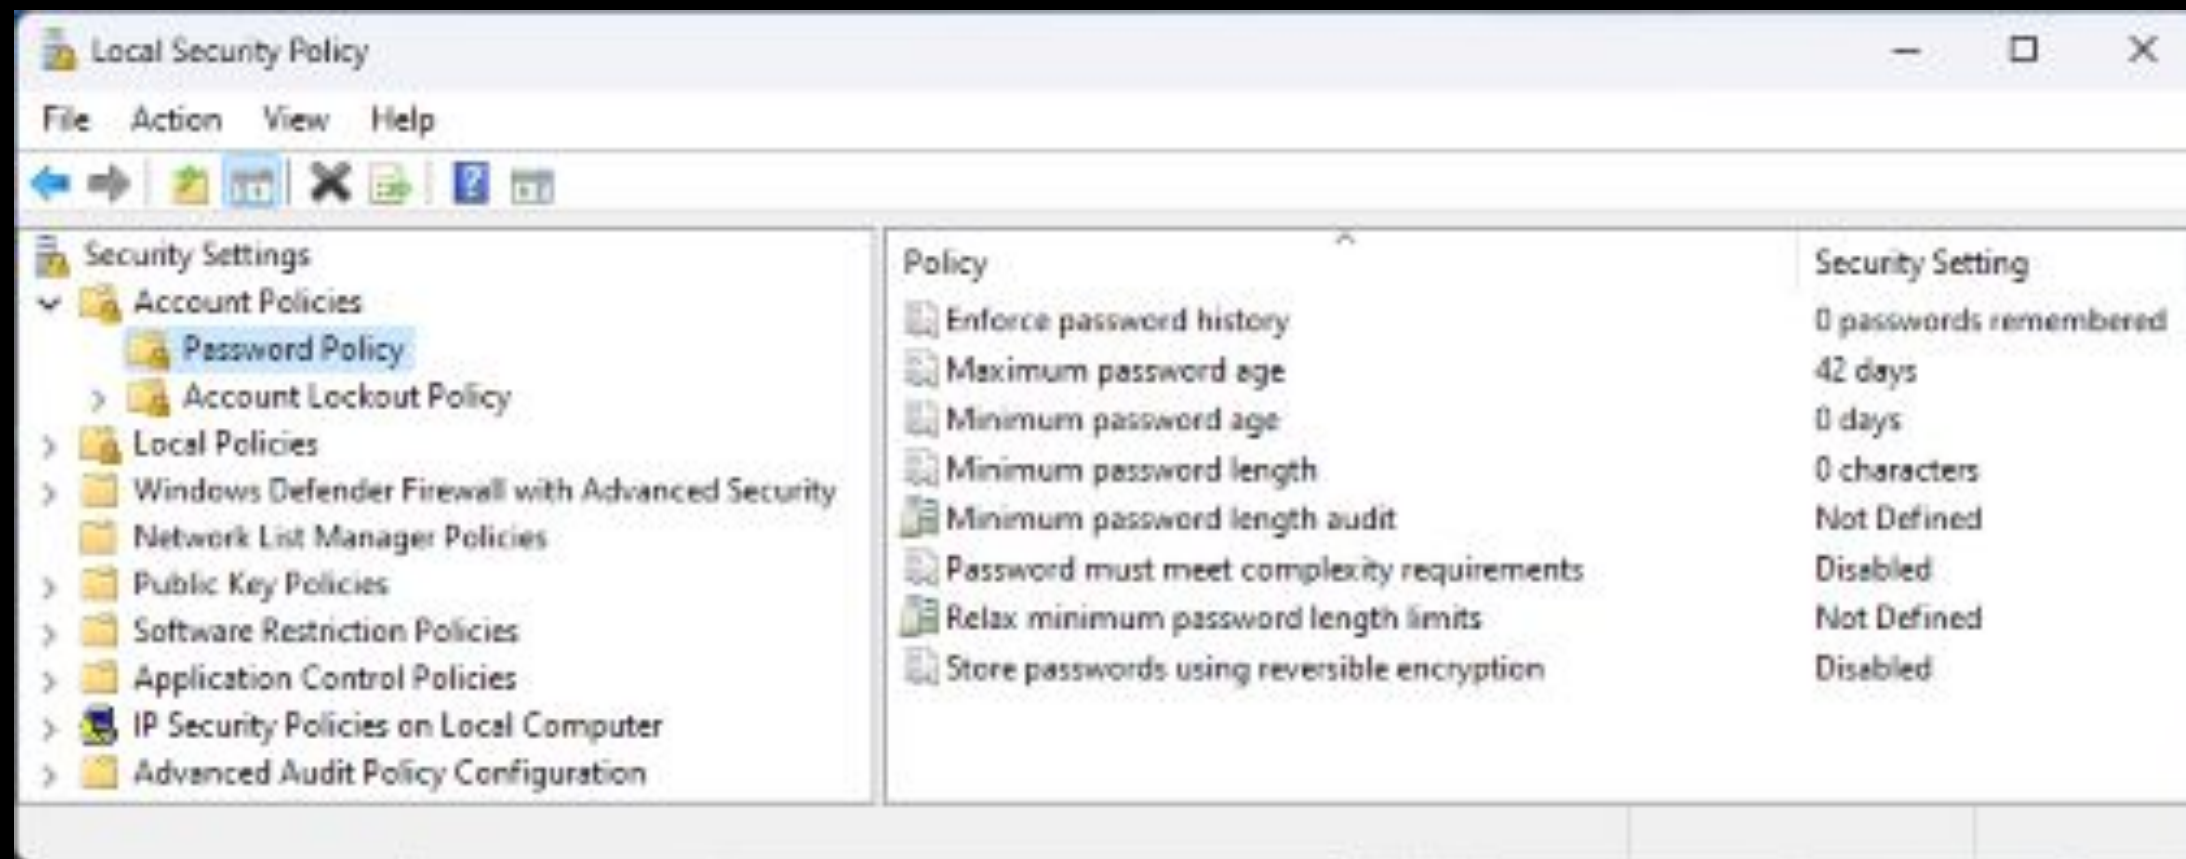 Local Security Policy
File Action View Help
Security Settings
Account Policies
Password Policy
Account Lockout Policy
Local Policies
Windows Defender Firewall with Advanced Security
Network List Manager Policies
Public Key Policies
Software Restriction Policies
Application Control Policies
IP Security Policies on Local Computer
Advanced Audit Policy Configuration
Policy Security Setting
Enforce password history 0 passwords remembered
Maximum password age 42 days
Minimum password age 0 days
Minimum password length 0 characters
Minimum password length audit Not Defined
Password must meet complexity requirements Disabled
Relax minimum password length limits Not Defined
Store passwords using reversible encryption Disabled